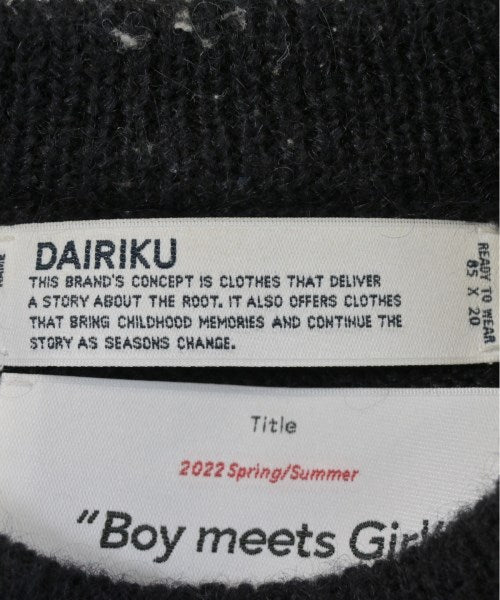 DAIRIKU
THIS BRAND'S CONCEPT IS CLOTHES THAT DELIVER
A STORY ABOUT THE ROOT. IT ALSO OFFERS CLOTHES
THAT BRING CHILDHOOD MEMORIES AND CONTINUE THE
STORY AS SEASONS CHANGE.
NAME
READY TO WEAR
85 X 20
Title
2022 Spring/Summer
"Boy meets Girl"